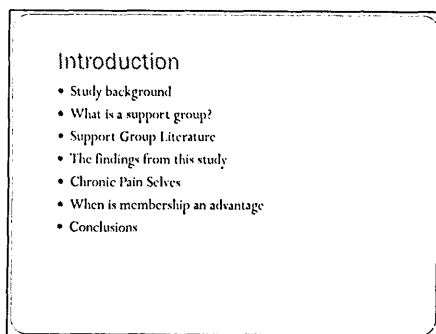 Introduction
• Study background
• What is a support group?
• Support Group Literature
• The findings from this study
• Chronic Pain Selves
• When is membership an advantage
• Conclusions